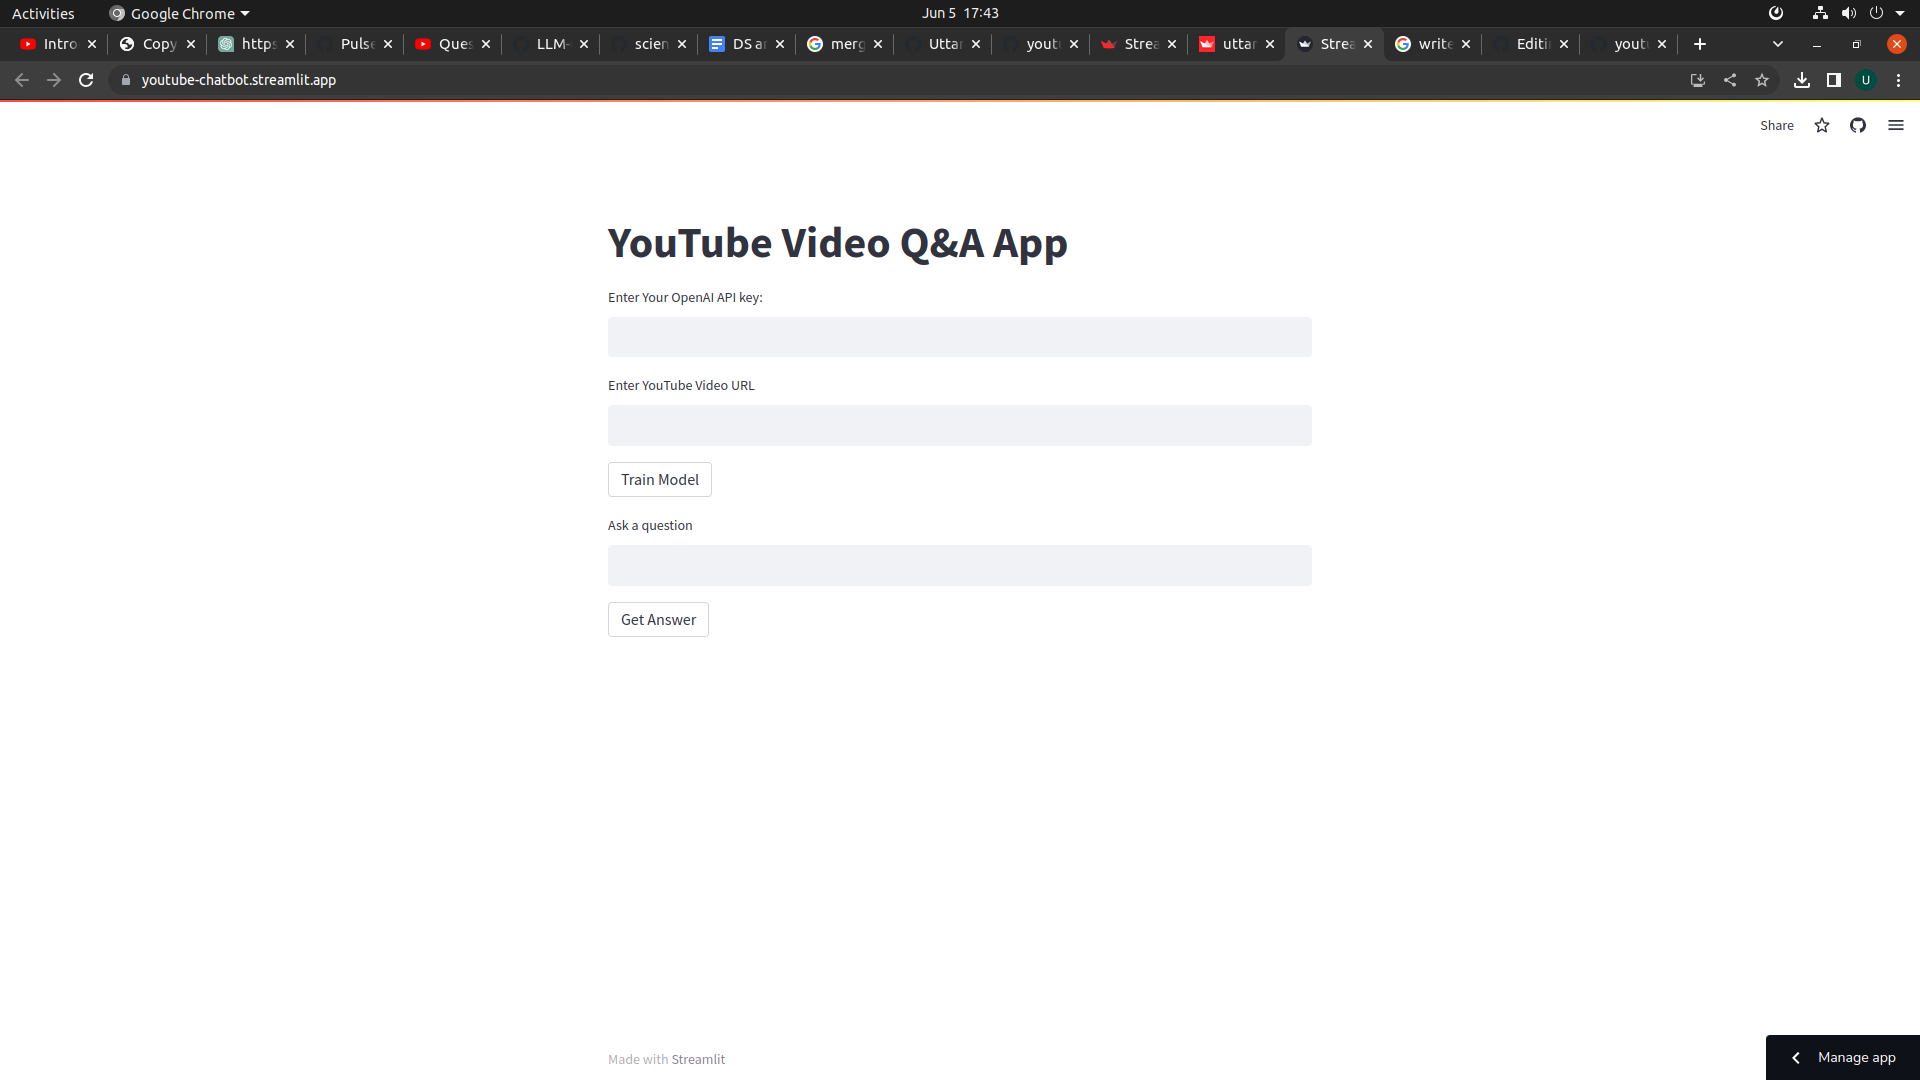 Activities Google Chrome Jun 5 17:43
Intro Copy https Pulse Ques LLM- scien DS ar merg Uttar youtu Strea uttar Strea write Editi youtu
youtube-chatbot.streamlit.app U
Share
YouTube Video Q&A App
Enter Your OpenAI API key:
Enter YouTube Video URL
Train Model
Ask a question
Get Answer
Made with Streamlit
Manage app